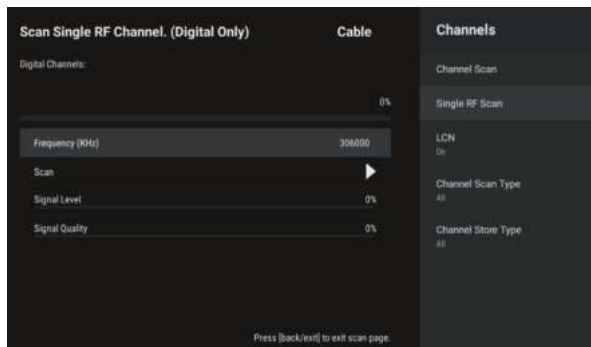 Scan Single RF Channel. (Digital Only) Cable
Digital Channels:
0%
Frequency (KHz) 306000
Scan
Signal Level 0%
Signal Quality 0%
Press [back/exit] to exit scan page.
Channels
Channel Scan
Single RF Scan
LCN
On
Channel Scan Type
All
Channel Store Type
All